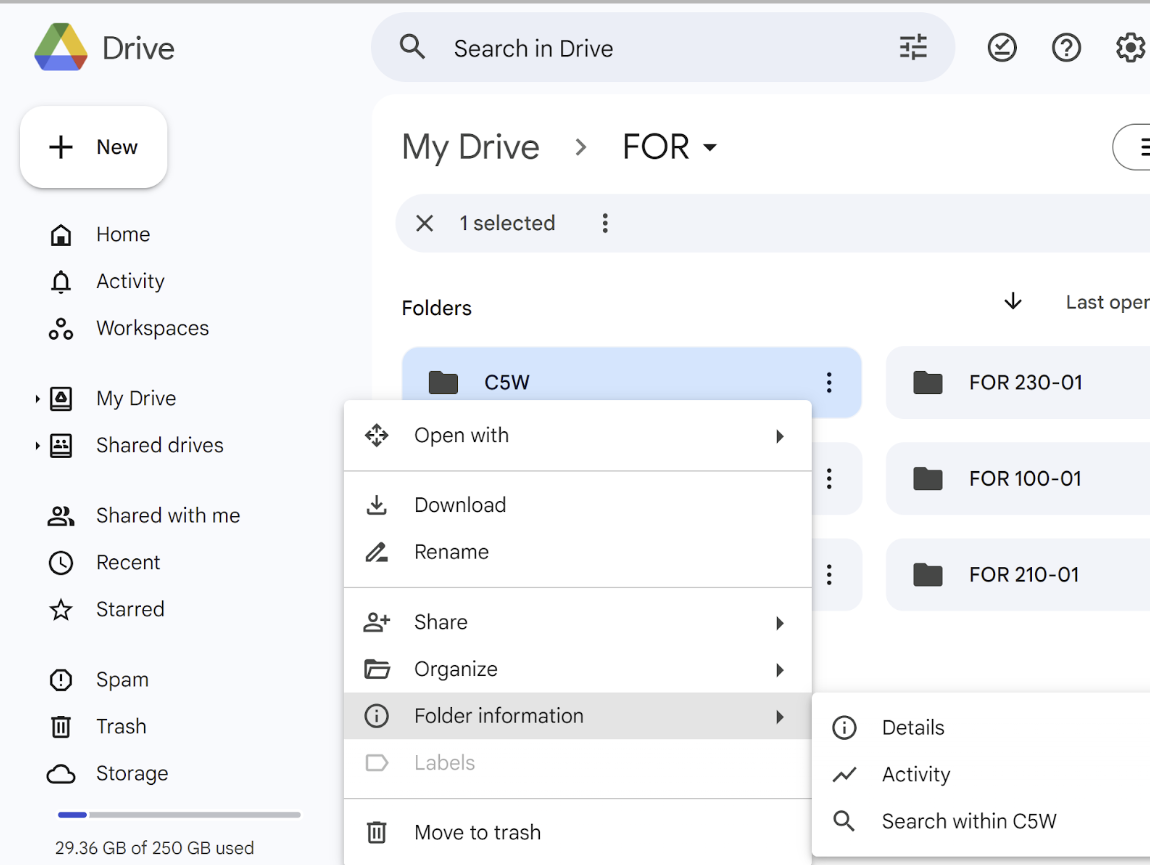 Drive
Search in Drive
New
My Drive
FOR
1 selected
Home
Activity
Workspaces
My Drive
Shared drives
Shared with me
Recent
Starred
Spam
Trash
Storage
29.36 GB of 250 GB used
Folders
Last oper
C5W
FOR 230-01
FOR 100-01
FOR 210-01
Open with
Download
Rename
Share
Organize
Folder information
Labels
Move to trash
Details
Activity
Search within C5W